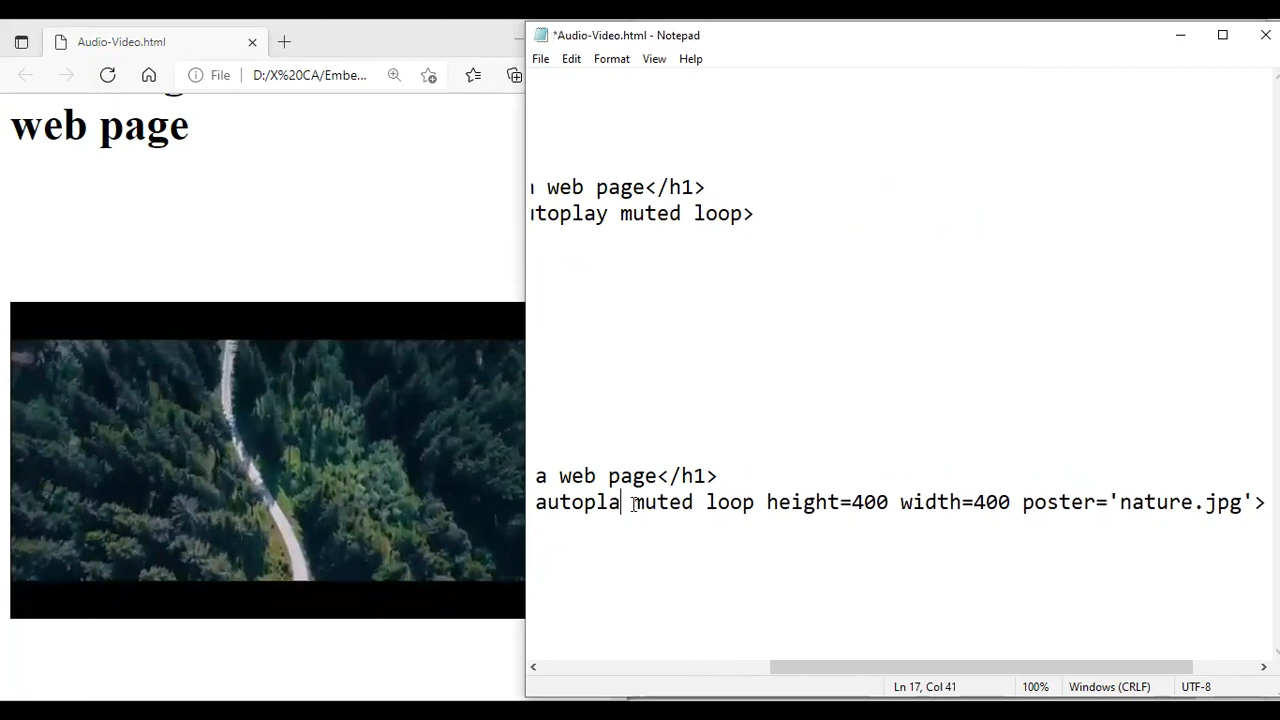 Audio-Video.html
File D:/X%20CA/Embe...
web page
*Audio-Video.html - Notepad
File Edit Format View Help
web page</h1>
utoplay muted loop>
a web page</h1>
autopla muted loop height=400 width=400 poster='nature.jpg'>
Ln 17, Col 41 100% Windows (CRLF) UTF-8